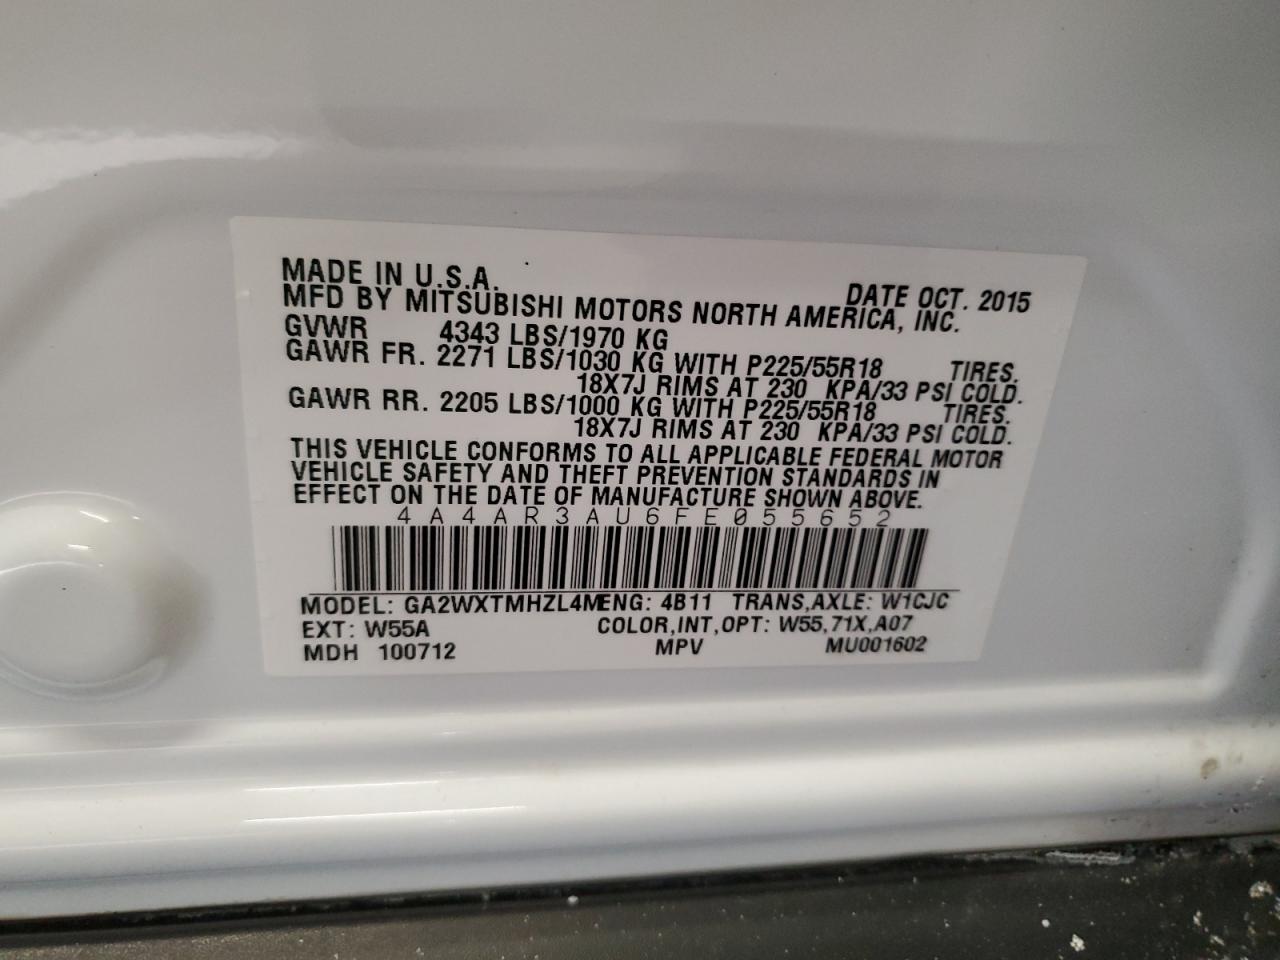 MADE IN U.S.A. DATE OCT. 2015
MFD BY MITSUBISHI MOTORS NORTH AMERICA, INC.
GVWR 4343 LBS/1970 KG
GAWR FR. 2271 LBS/1030 KG WITH P225/55R18 TIRES.
18X7J RIMS AT 230 KPA/33 PSI COLD.
GAWR RR. 2205 LBS/1000 KG WITH P225/55R18 TIRES.
18X7J RIMS AT 230 KPA/33 PSI COLD.
THIS VEHICLE CONFORMS TO ALL APPLICABLE FEDERAL MOTOR
VEHICLE SAFETY AND THEFT PREVENTION STANDARDS IN
EFFECT ON THE DATE OF MANUFACTURE SHOWN ABOVE.
4A4AR3AU6FE055652
MODEL: GA2WXTMHZL4M ENG: 4B11 TRANS,AXLE: W1CJC
EXT: W55A COLOR,INT,OPT: W55,71X,A07
MDH 100712 MPV MU001602